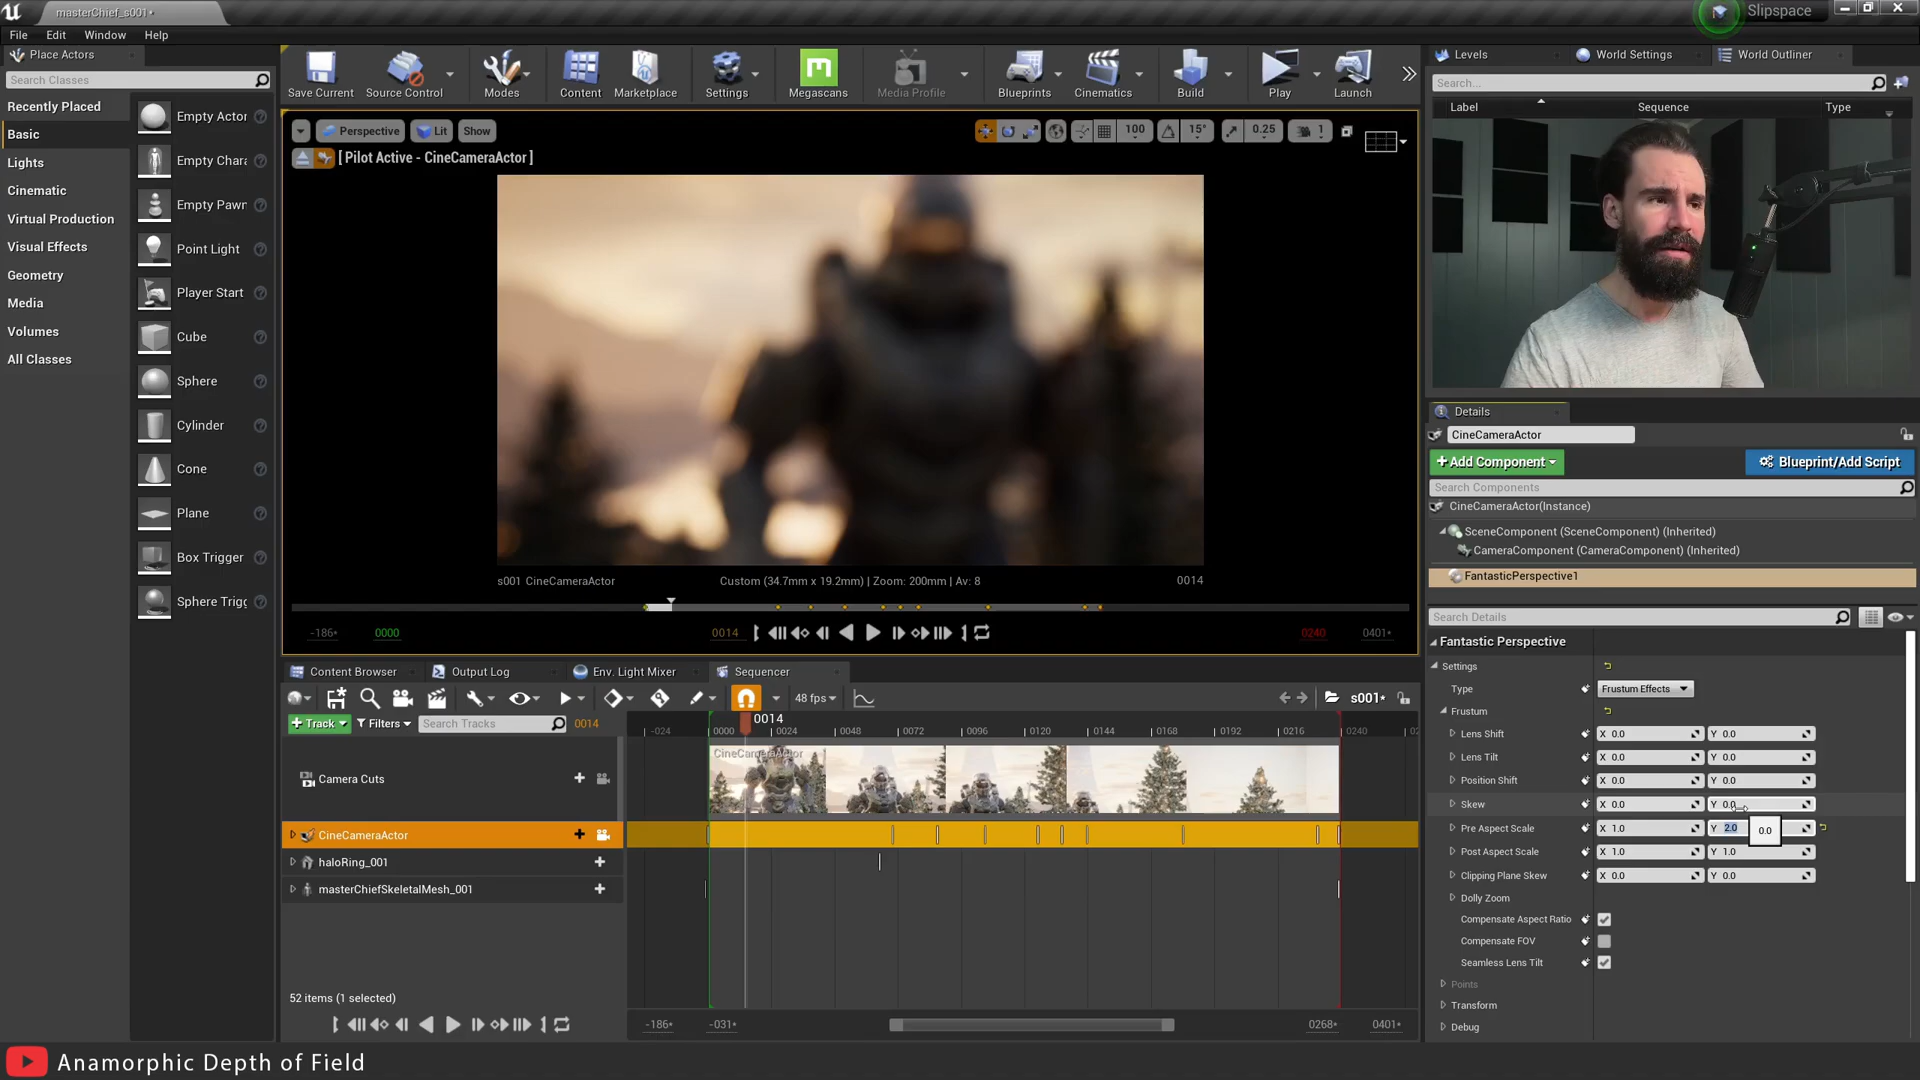 masterChief_s001*
Slipspace
File Edit Window Help
Place Actors
Search Classes
Recently Placed
Basic
Lights
Cinematic
Virtual Production
Visual Effects
Geometry
Media
Volumes
All Classes
Empty Actor
Empty Chara
Empty Pawn
Point Light
Player Start
Cube
Sphere
Cylinder
Cone
Plane
Box Trigger
Sphere Trigg
Save Current
Source Control
Modes
Content
Marketplace
Settings
Megascans
Media Profile
Blueprints
Cinematics
Build
Play
Launch
Perspective
Lit
Show
100
15°
0.25
1
[ Pilot Active - CineCameraActor ]
s001 CineCameraActor
Custom (34.7mm x 19.2mm) | Zoom: 200mm | Av: 8
0014
-186*
0000
0014
0240
0401*
Content Browser
Output Log
Env. Light Mixer
Sequencer
48 fps
s001*
Track
Filters
Search Tracks
0014
0014
-024 0000 0024 0048 0072 0096 0120 0144 0168 0192 0216 0240
CineCameraActor
Camera Cuts
CineCameraActor
haloRing_001
masterChiefSkeletalMesh_001
52 items (1 selected)
-186* -031* 0268* 0401*
Levels
World Settings
World Outliner
Search...
Label Sequence Type
Details
CineCameraActor
+Add Component
Blueprint/Add Script
Search Components
CineCameraActor(Instance)
SceneComponent (SceneComponent) (Inherited)
CameraComponent (CameraComponent) (Inherited)
FantasticPerspective1
Search Details
Fantastic Perspective
Settings
Type Frustum Effects
Frustum
Lens Shift X 0.0 Y 0.0
Lens Tilt X 0.0 Y 0.0
Position Shift X 0.0 Y 0.0
Skew X 0.0 Y 0.0
Pre Aspect Scale X 1.0 Y 2.0
0.0
Post Aspect Scale X 1.0 Y 1.0
Clipping Plane Skew X 0.0 Y 0.0
Dolly Zoom
Compensate Aspect Ratio
Compensate FOV
Seamless Lens Tilt
Points
Transform
Debug
Anamorphic Depth of Field